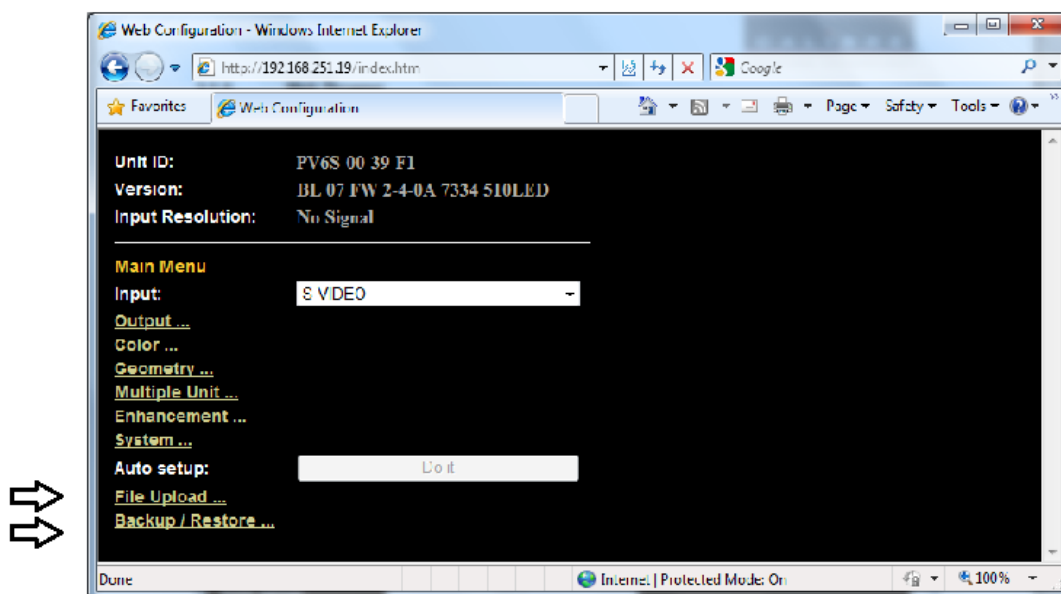 Web Configuration - Windows Internet Explorer
http://192.168.251.19/index.htm
Google
Favorites Web Configuration Page Safety Tools
Unit ID: PV6S 00 39 F1
Version: BL 07 FW 2-4-0A 7334 510LED
Input Resolution: No Signal
Main Menu
Input: S VIDEO
Output ...
Color ...
Geometry ...
Multiple Unit ...
Enhancement ...
System ...
Auto setup: Do it
File Upload ...
Backup / Restore ...
Done Internet | Protected Mode: On 100%